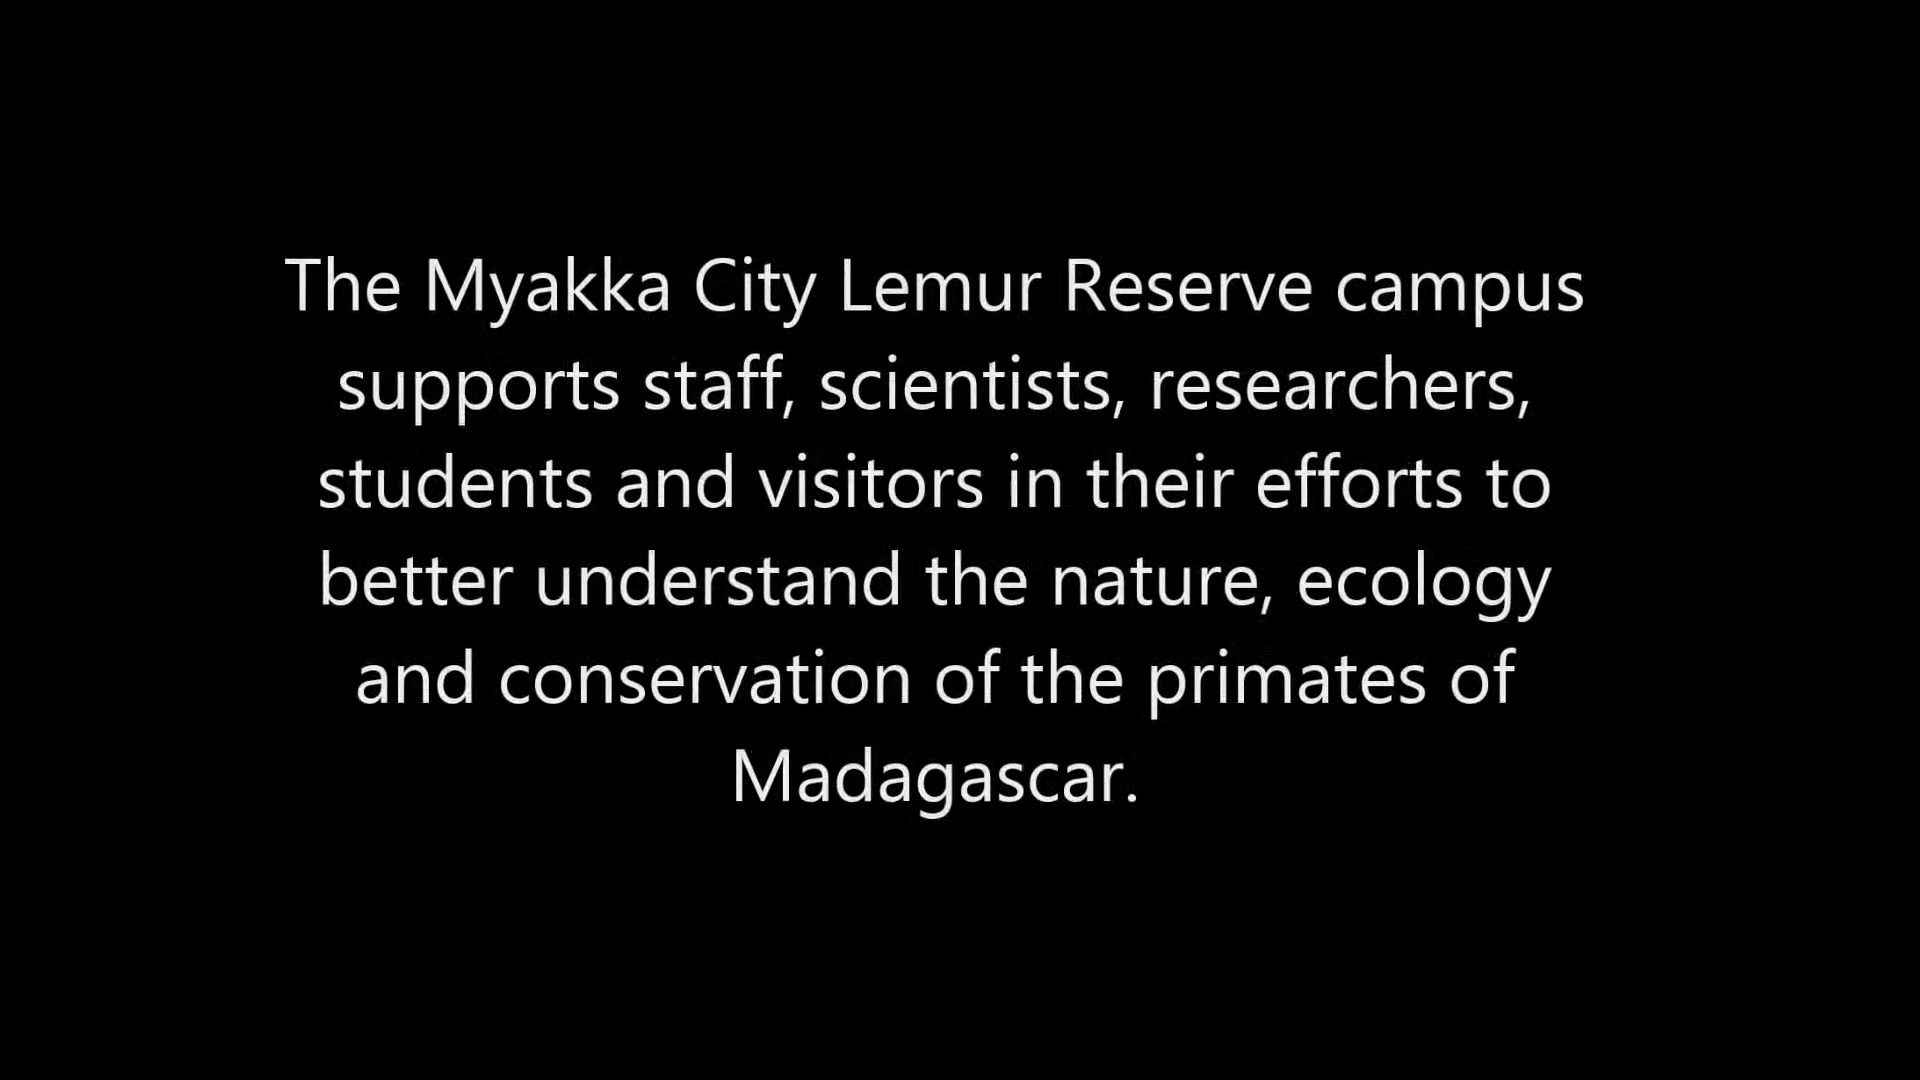 The Myakka City Lemur Reserve campus
supports staff, scientists, researchers,
students and visitors in their efforts to
better understand the nature, ecology
and conservation of the primates of
Madagascar.